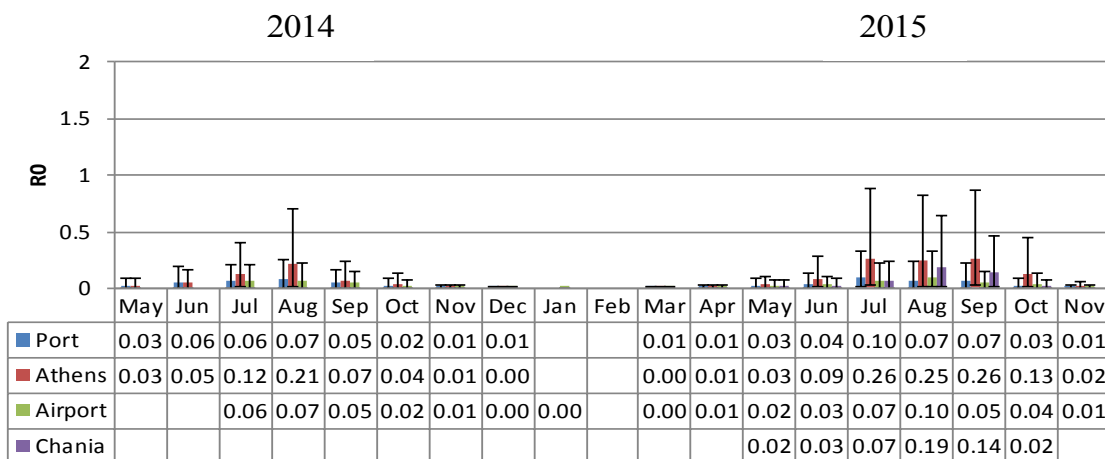 2014 2015
2
1.5
1
0.5
0
R0
May Jun Jul Aug Sep Oct Nov Dec Jan Feb Mar Apr May Jun Jul Aug Sep Oct Nov
Port 0.03 0.06 0.06 0.07 0.05 0.02 0.01 0.01 0.01 0.01 0.03 0.04 0.10 0.07 0.07 0.03 0.01
Athens 0.03 0.05 0.12 0.21 0.07 0.04 0.01 0.00 0.00 0.01 0.03 0.09 0.26 0.25 0.26 0.13 0.02
Airport 0.06 0.07 0.05 0.02 0.01 0.00 0.00 0.00 0.01 0.02 0.03 0.07 0.10 0.05 0.04 0.01
Chania 0.02 0.03 0.07 0.19 0.14 0.02